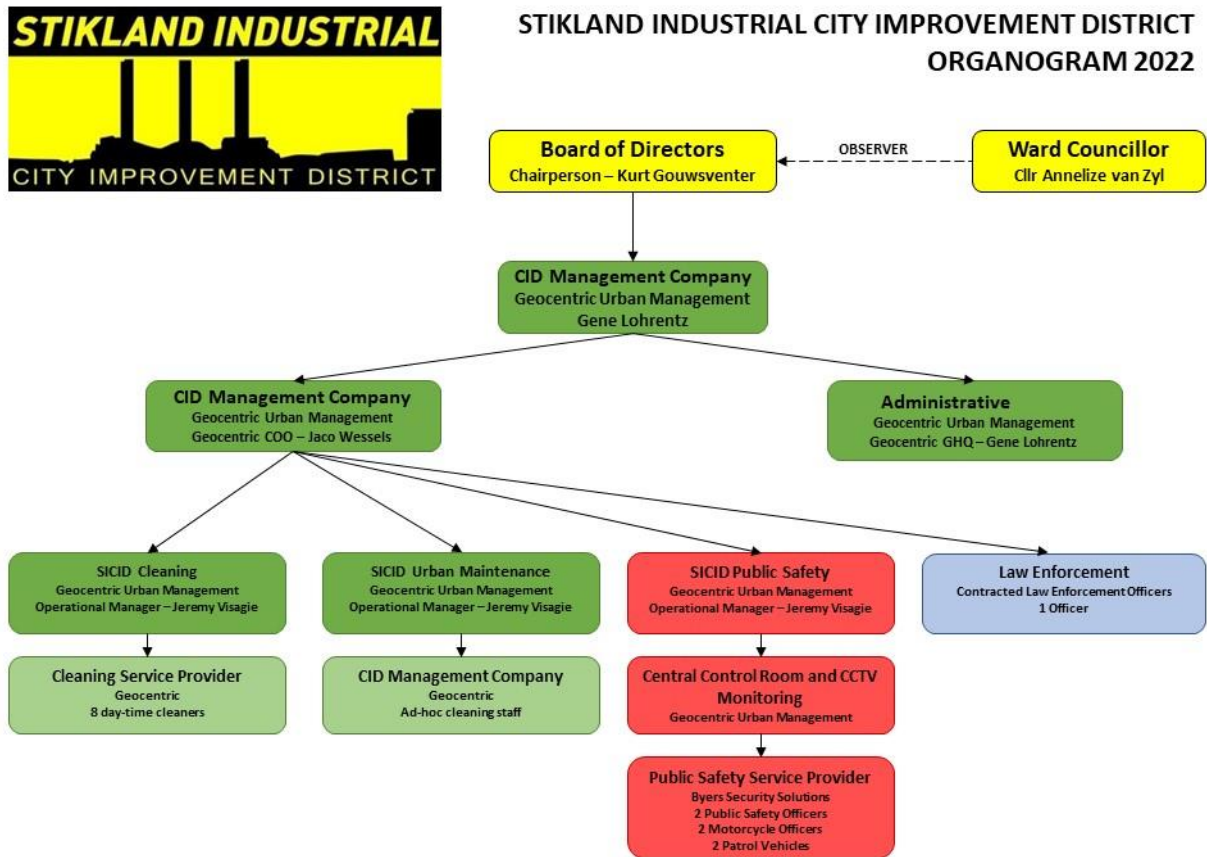 STIKLAND INDUSTRIAL
CITY IMPROVEMENT DISTRICT
STIKLAND INDUSTRIAL CITY IMPROVEMENT DISTRICT
ORGANOGRAM 2022
Board of Directors
Chairperson – Kurt Gouwsventer
OBSERVER
Ward Councillor
Cllr Annelize van Zyl
CID Management Company
Geocentric Urban Management
Gene Lohrentz
CID Management Company
Geocentric Urban Management
Geocentric COO – Jaco Wessels
Administrative
Geocentric Urban Management
Geocentric GHQ – Gene Lohrentz
SICID Cleaning
Geocentric Urban Management
Operational Manager – Jeremy Visagie
SICID Urban Maintenance
Geocentric Urban Management
Operational Manager – Jeremy Visagie
SICID Public Safety
Geocentric Urban Management
Operational Manager – Jeremy Visagie
Law Enforcement
Contracted Law Enforcement Officers
1 Officer
Cleaning Service Provider
Geocentric
8 day-time cleaners
CID Management Company
Geocentric
Ad-hoc cleaning staff
Central Control Room and CCTV
Monitoring
Geocentric Urban Management
Public Safety Service Provider
Byers Security Solutions
2 Public Safety Officers
2 Motorcycle Officers
2 Patrol Vehicles